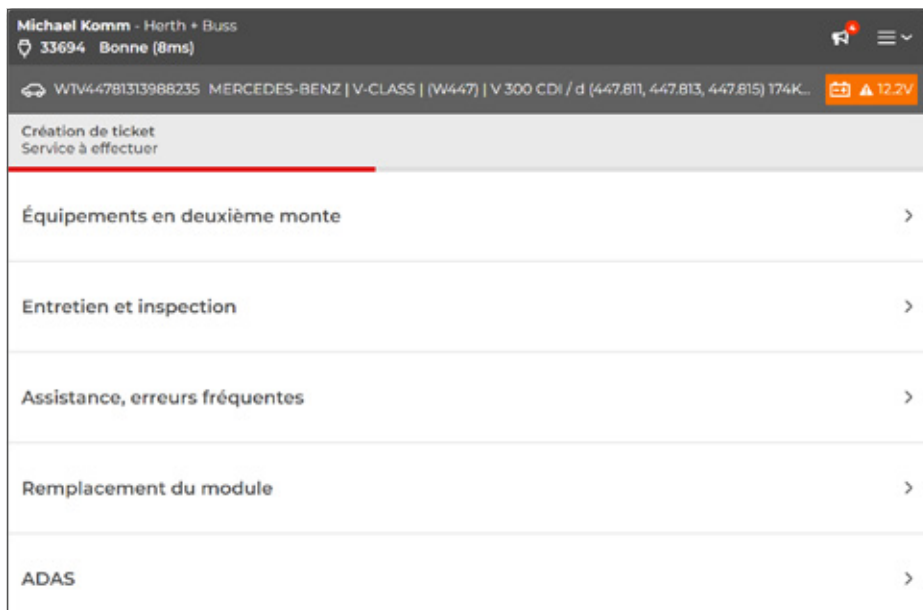 Michael Komm - Herth + Buss
33694 Bonne (8ms)
W1V44781313988235 MERCEDES-BENZ | V-CLASS | (W447) | V 300 CDI / d (447.811, 447.813, 447.815) 174K... 12.2V
Création de ticket
Service à effectuer
Équipements en deuxième monte
Entretien et inspection
Assistance, erreurs fréquentes
Remplacement du module
ADAS